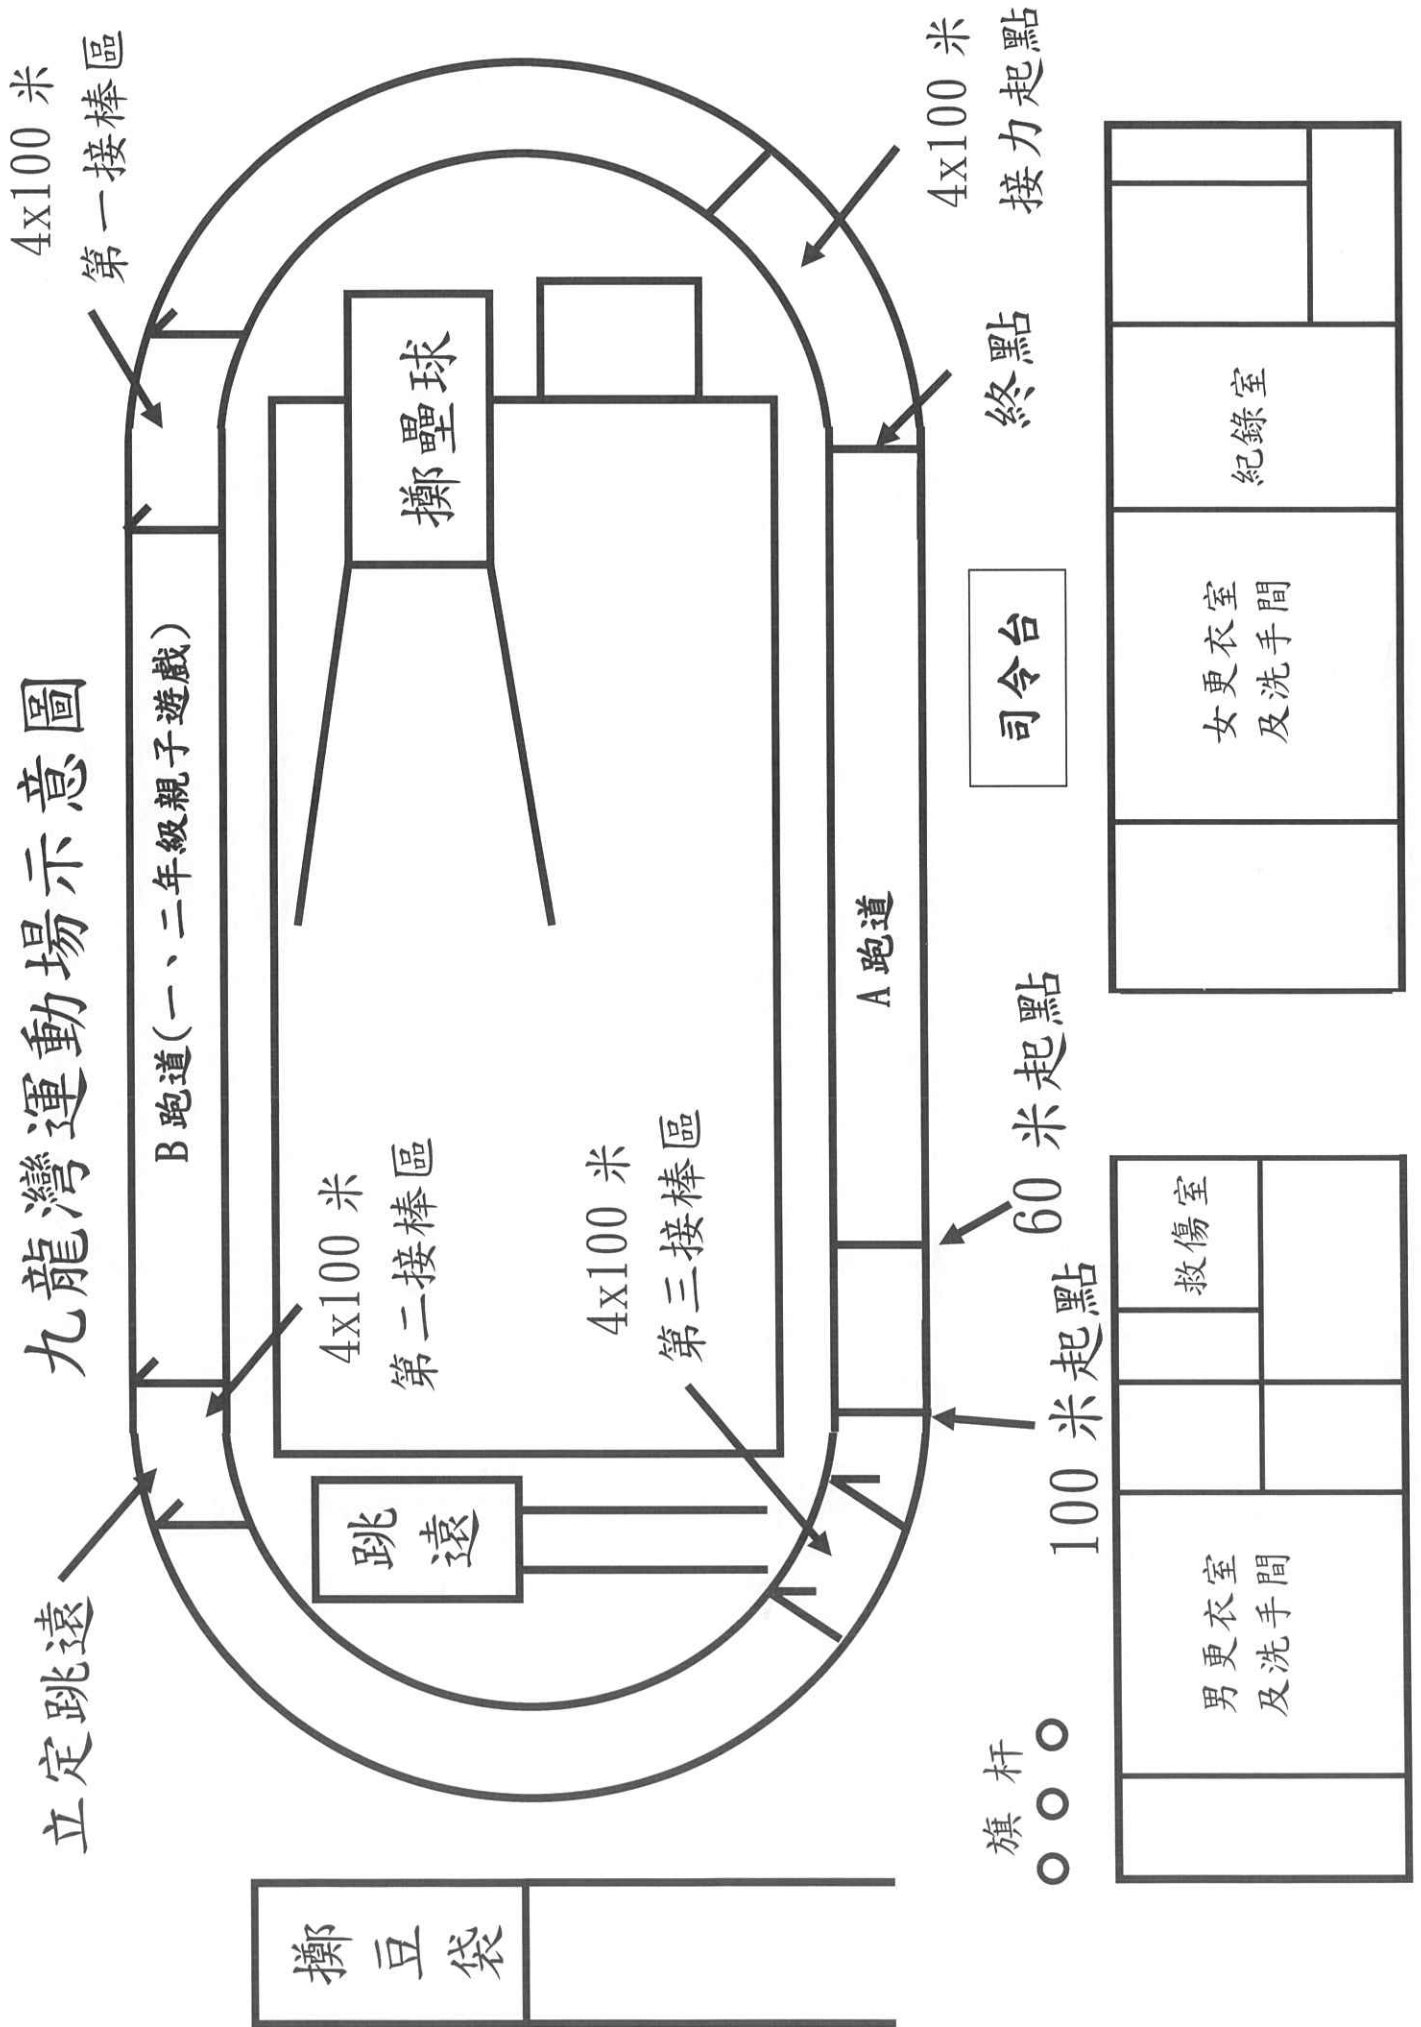 九龍灣運動場示意圖
立定跳遠
4x100 米
第一接棒區
B 跑道(一、二年級親子遊戲)
擲豆袋
跳
遠
4x100 米
第二接棒區
擲壘球
4x100 米
第三接棒區
A 跑道
4x100 米
接力起點
終點
旗 杆
100 米起點
60 米起點
司令台
男更衣室
及洗手間
救傷室
女更衣室
及洗手間
紀錄室